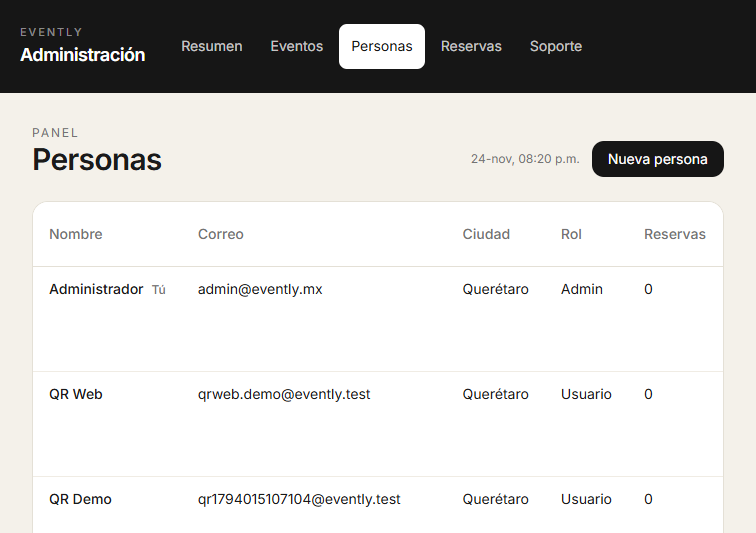 EVENTLY
Administración
Resumen Eventos Personas Reservas Soporte
PANEL
Personas
24-nov, 08:20 p.m. Nueva persona
Nombre Correo Ciudad Rol Reservas
Administrador Tú admin@evently.mx Querétaro Admin 0
QR Web qrweb.demo@evently.test Querétaro Usuario 0
QR Demo qr1794015107104@evently.test Querétaro Usuario 0